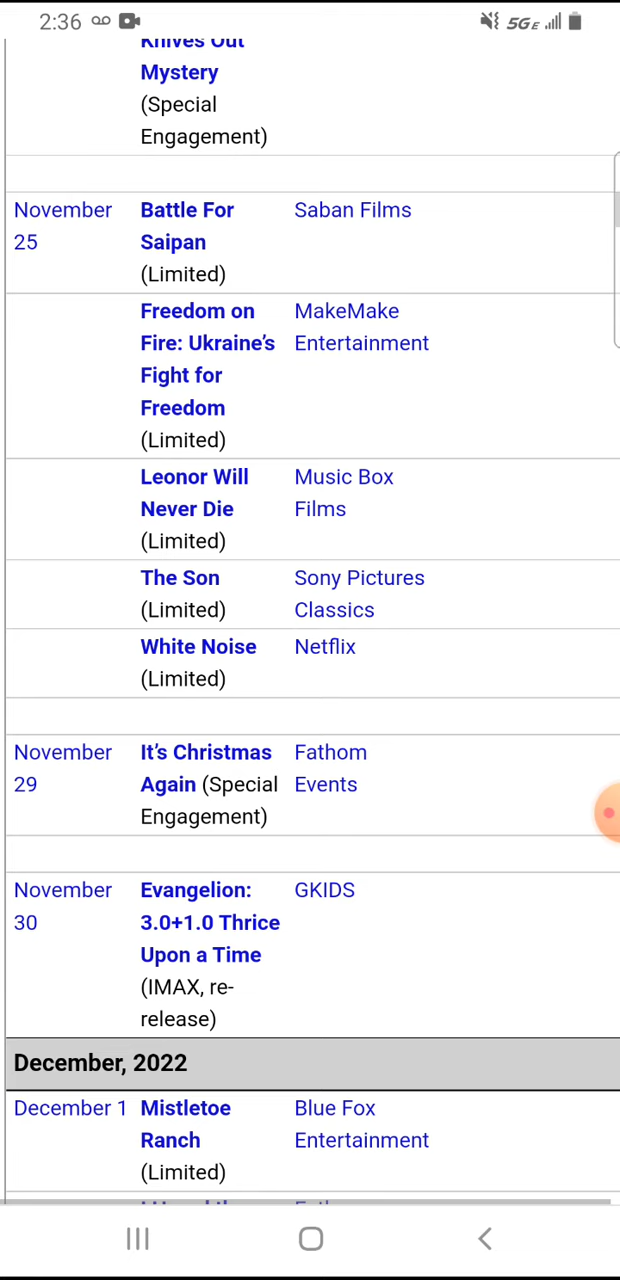 2:36
5G E
Knives Out
Mystery
(Special
Engagement)
November
25
Battle For
Saipan
(Limited)
Saban Films
Freedom on
Fire: Ukraine’s
Fight for
Freedom
(Limited)
MakeMake
Entertainment
Leonor Will
Never Die
(Limited)
Music Box
Films
The Son
(Limited)
Sony Pictures
Classics
White Noise
(Limited)
Netflix
November
29
It’s Christmas
Again (Special
Engagement)
Fathom
Events
November
30
Evangelion:
3.0+1.0 Thrice
Upon a Time
(IMAX, re-
release)
GKIDS
December, 2022
December 1
Mistletoe
Ranch
(Limited)
Blue Fox
Entertainment